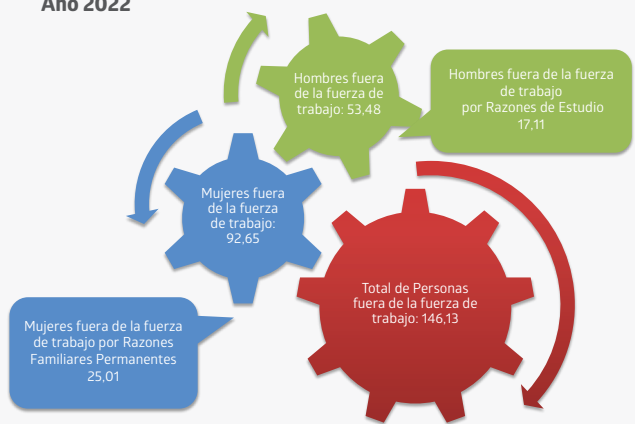 Año 2022
Hombres fuera
de la fuerza de
trabajo: 53,48
Hombres fuera de la fuerza
de trabajo
por Razones de Estudio
17,11
Mujeres fuera
de la fuerza
de trabajo:
92,65
Total de Personas
fuera de la fuerza de
trabajo: 146,13
Mujeres fuera de la fuerza
de trabajo por Razones
Familiares Permanentes
25,01